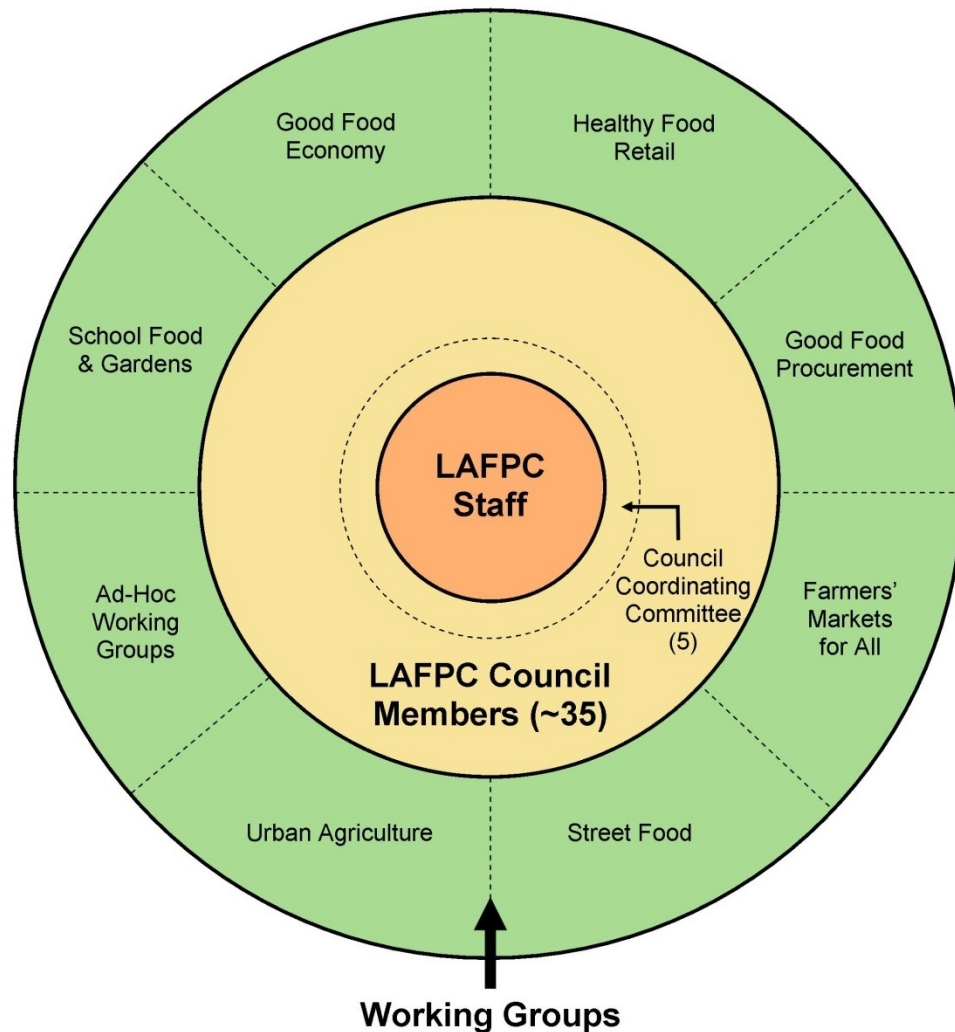 Good Food
Economy
Healthy Food
Retail
School Food
& Gardens
Good Food
Procurement
LAFPC
Staff
Council
Coordinating
Committee
(5)
Ad-Hoc
Working
Groups
Farmers’
Markets
for All
LAFPC Council
Members (~35)
Urban Agriculture
Street Food
Working Groups